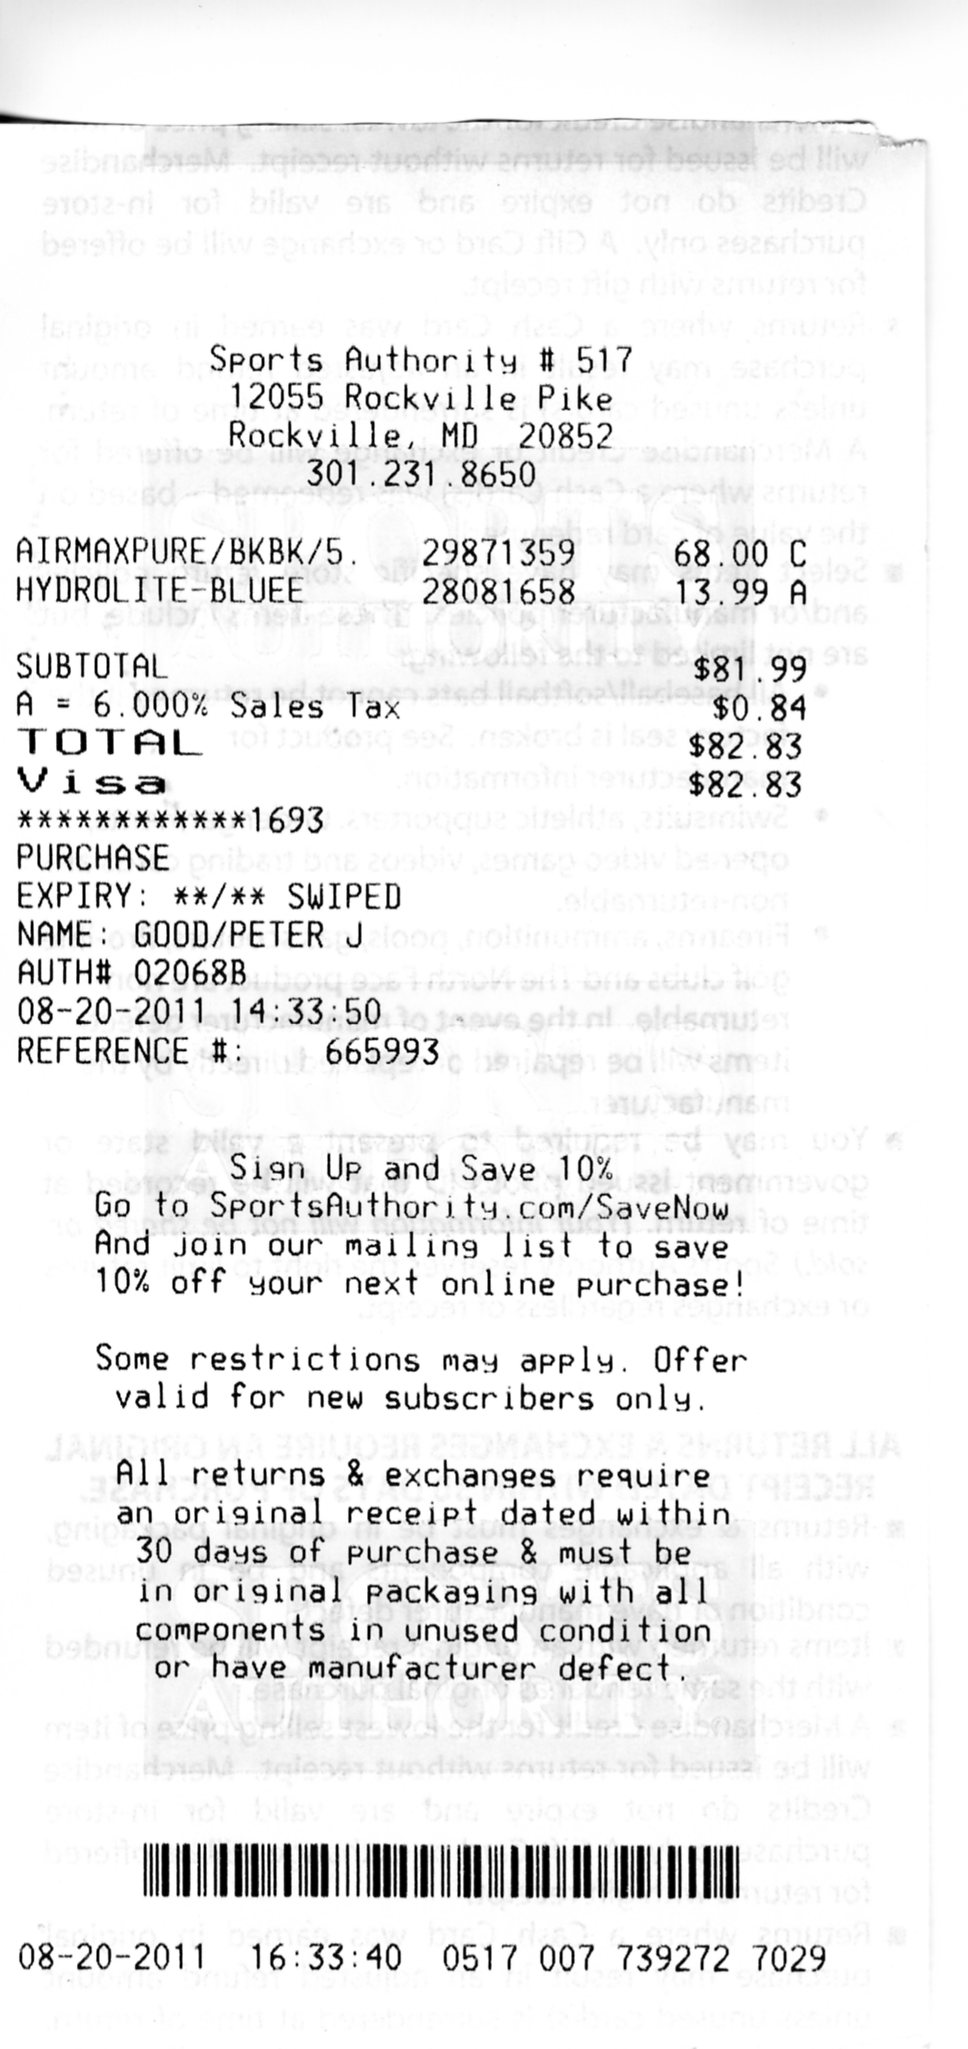 Sports Authority # 517
12055 Rockville Pike
Rockville, MD 20852
301.231.8650
AIRMAXPURE/BKBK/5. 29871359 68.00 C
HYDROLITE-BLUEE 28081658 13.99 A
SUBTOTAL $81.99
A = 6.000% Sales Tax $0.84
TOTAL $82.83
Visa $82.83
************1693
PURCHASE
EXPIRY: **/** SWIPED
NAME: GOOD/PETER J
AUTH# 02068B
08-20-2011 14:33:50
REFERENCE #: 665993
Sign Up and Save 10%
Go to SportsAuthority.com/SaveNow
And join our mailing list to save
10% off your next online purchase!
Some restrictions may apply. Offer
valid for new subscribers only.
All returns & exchanges require
an original receipt dated within
30 days of purchase & must be
in original packaging with all
components in unused condition
or have manufacturer defect.
08-20-2011 16:33:40 0517 007 739272 7029